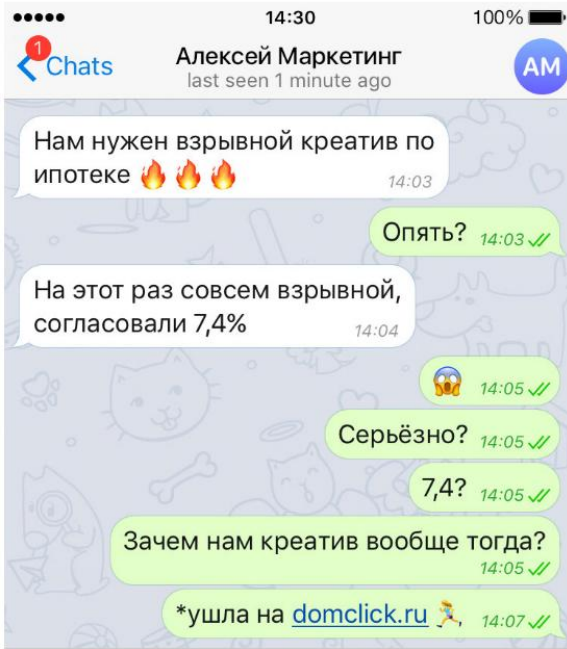 14:30
100%
1
Chats
Алексей Маркетинг
last seen 1 minute ago
АМ
Нам нужен взрывной креатив по
ипотеке 🔥🔥🔥
14:03
Опять? 14:03
На этот раз совсем взрывной,
согласовали 7,4%
14:04
😱 14:05
Серьёзно? 14:05
7,4? 14:05
Зачем нам креатив вообще тогда?
14:05
*ушла на domclick.ru 🏃‍♀️ 14:07